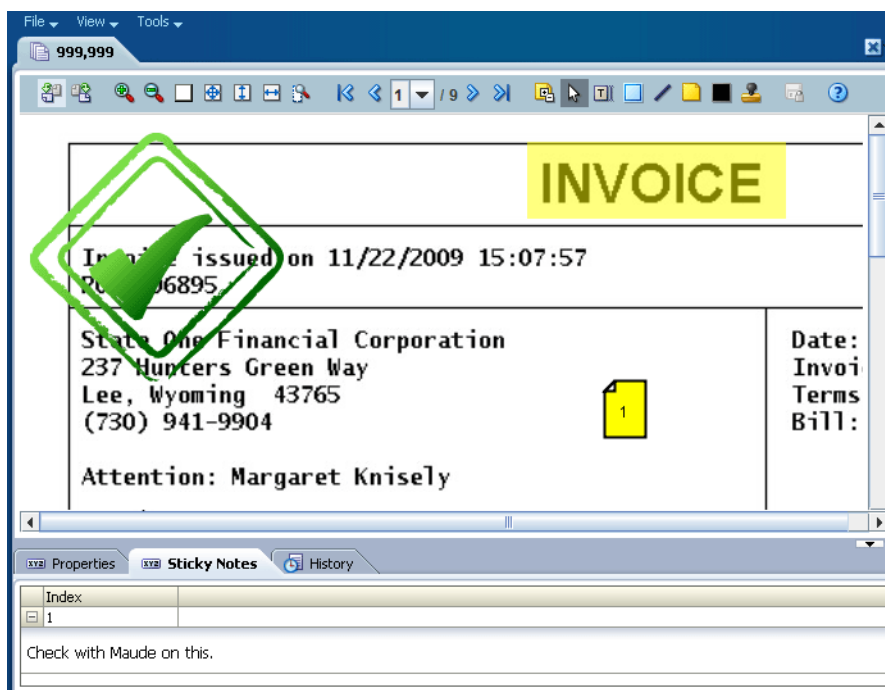 File View Tools
999,999
1 / 9
INVOICE
issued on 11/22/2009 15:07:57
State One Financial Corporation
237 Hunters Green Way
Lee, Wyoming 43765
(730) 941-9904
Date:
Invoi
Terms
Bill:
1
Attention: Margaret Knisely
Properties Sticky Notes History
Index
1
Check with Maude on this.